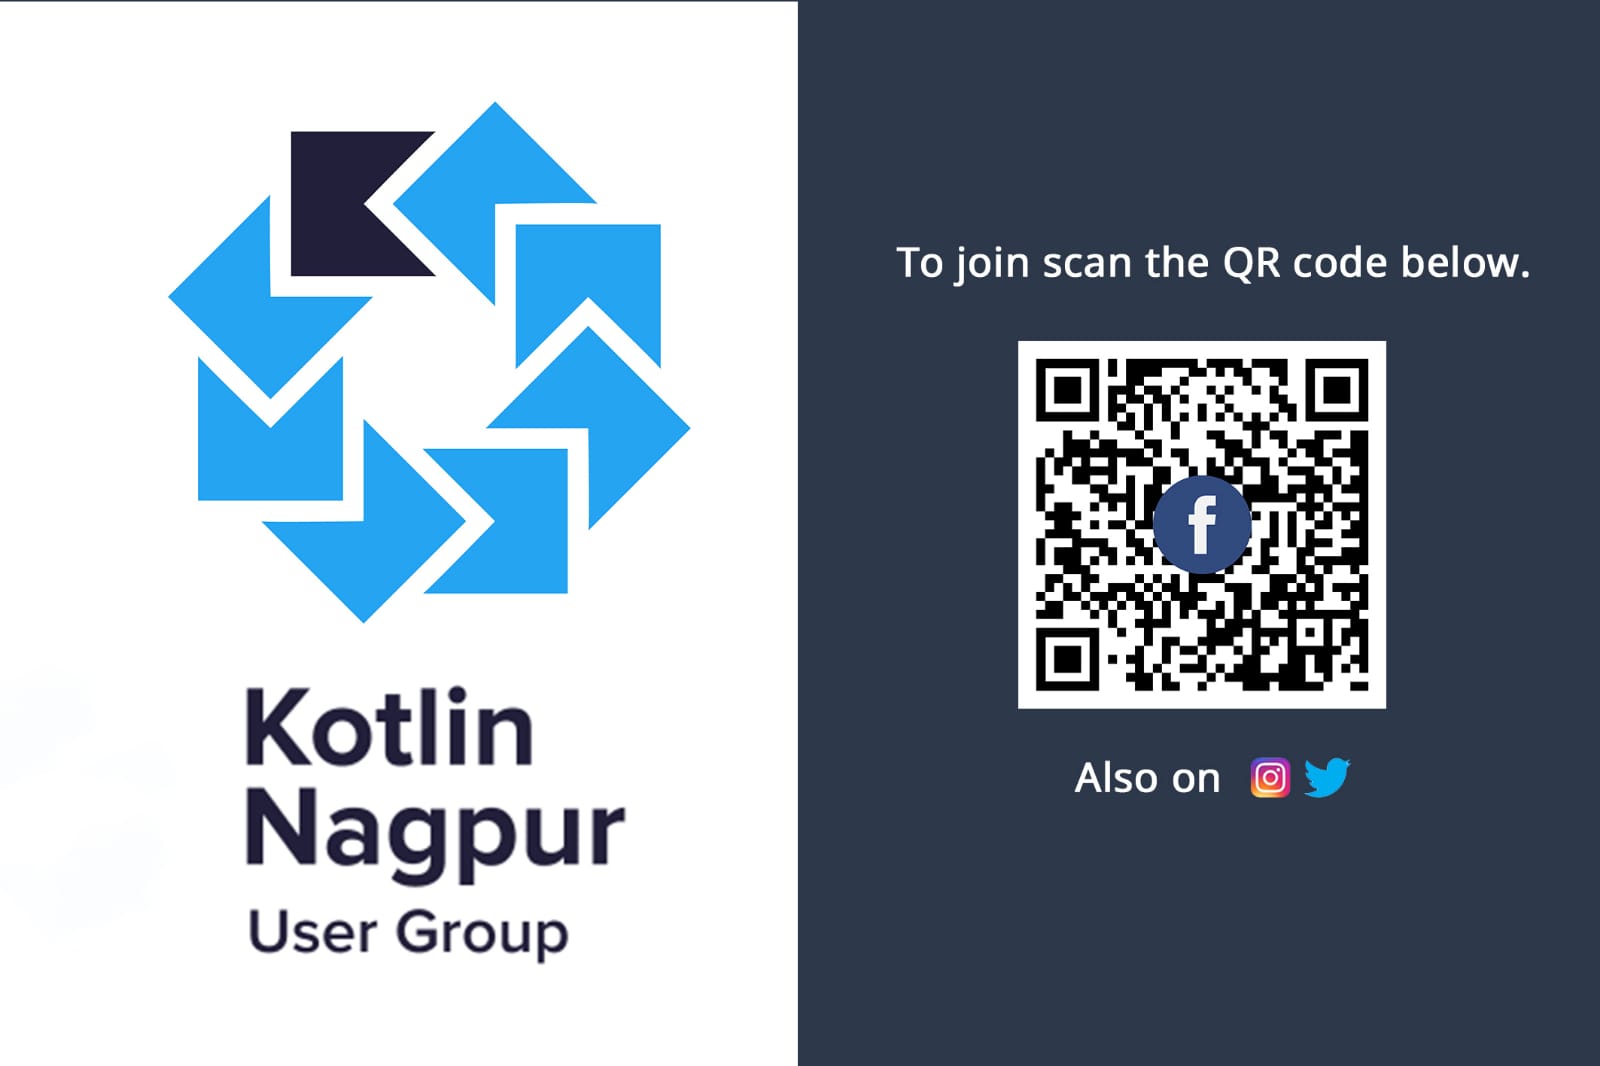 Kotlin
Nagpur
User Group
To join scan the QR code below.
f
Also on